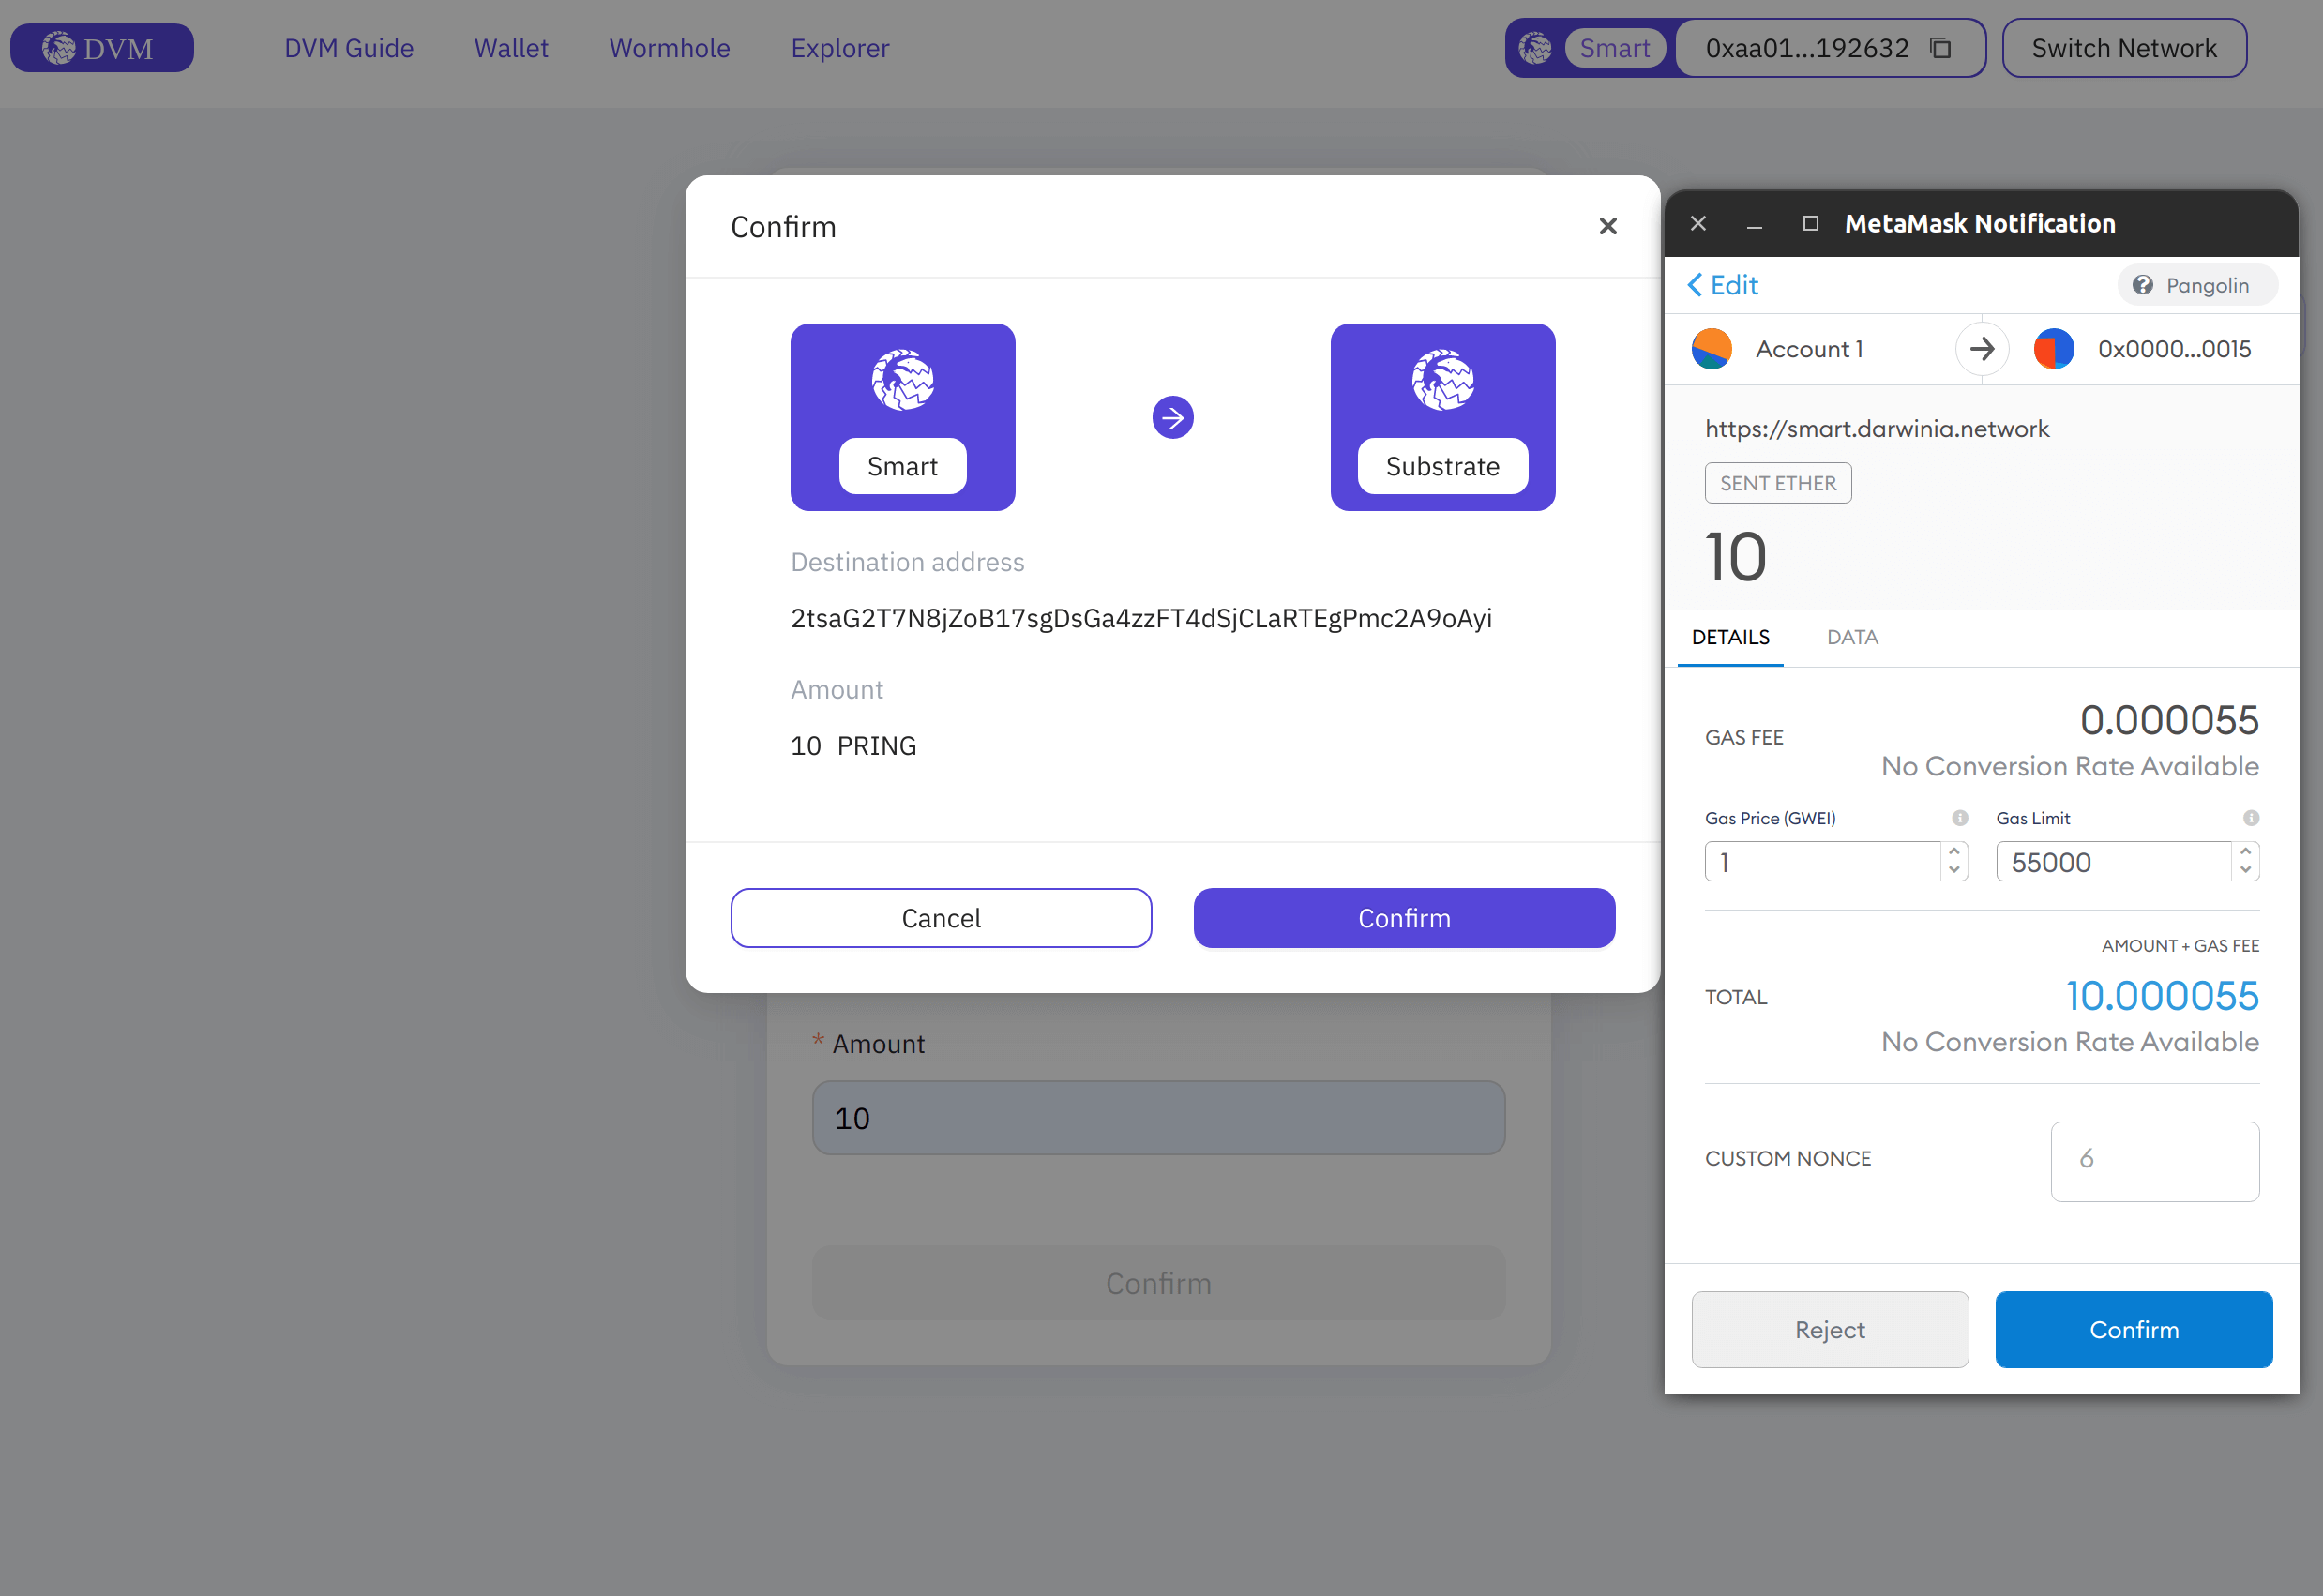 DVM
DVM Guide
Wallet
Wormhole
Explorer
Smart
0xaa01...192632
Switch Network
Confirm
Smart
Substrate
Destination address
2tsaG2T7N8jZoB17sgDsGa4zzFT4dSjCLaRTEgPmc2A9oAyi
Amount
10 PRING
Cancel
Confirm
* Amount
10
Confirm
MetaMask Notification
Edit
Pangolin
Account 1
0x0000...0015
https://smart.darwinia.network
SENT ETHER
10
DETAILS
DATA
GAS FEE
0.000055
No Conversion Rate Available
Gas Price (GWEI)
Gas Limit
1
55000
AMOUNT + GAS FEE
TOTAL
10.000055
No Conversion Rate Available
CUSTOM NONCE
6
Reject
Confirm